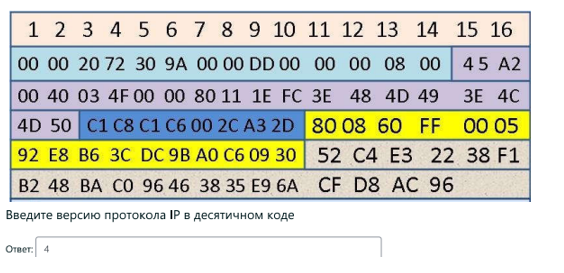 1 2 3 4 5 6 7 8 9 10 11 12 13 14 15 16
00 00 20 72 30 9A 00 00 DD 00 00 00 08 00 45 A2
00 40 03 4F 00 00 80 11 1E FC 3E 48 4D 49 3E 4C
4D 50 C1 C8 C1 C6 00 2C A3 2D 80 08 60 FF 00 05
92 E8 B6 3C DC 9B A0 C6 09 30 52 C4 E3 22 38 F1
B2 48 BA C0 96 46 38 35 E9 6A CF D8 AC 96
Введите версию протокола IP в десятичном коде
Ответ: 4